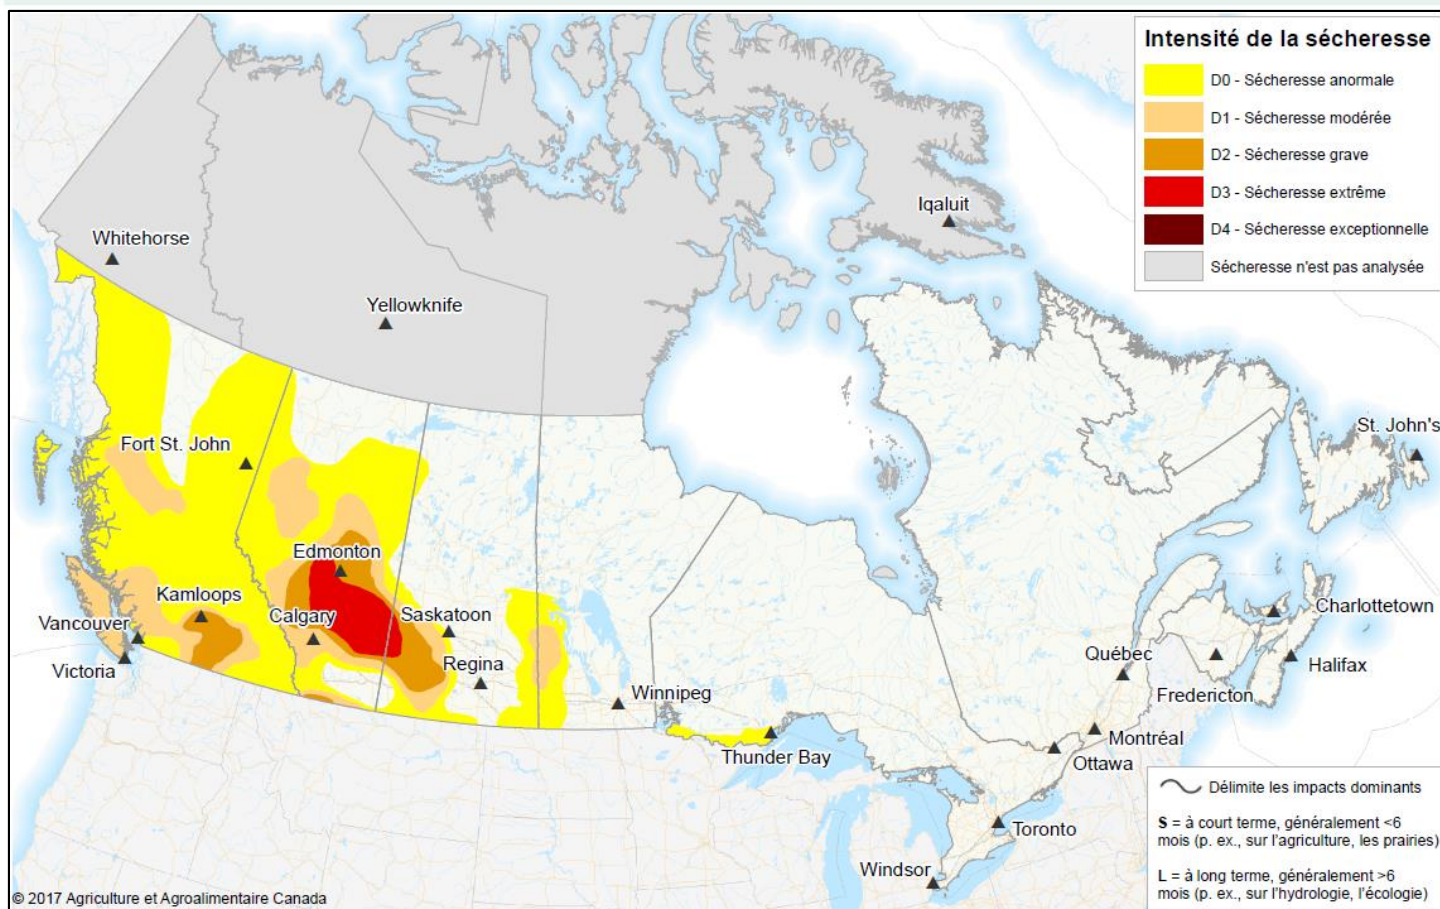 Intensité de la sécheresse
D0 - Sécheresse anormale
D1 - Sécheresse modérée
D2 - Sécheresse grave
D3 - Sécheresse extrême
D4 - Sécheresse exceptionnelle
Sécheresse n'est pas analysée
Iqaluit
Whitehorse
Yellowknife
Fort St. John
St. John's
Edmonton
Kamloops
Calgary
Saskatoon
Charlottetown
Vancouver
Québec
Halifax
Victoria
Regina
Winnipeg
Fredericton
Montréal
Thunder Bay
Ottawa
Toronto
Windsor
Délimite les impacts dominants
S = à court terme, généralement <6
mois (p. ex., sur l'agriculture, les prairies)
L = à long terme, généralement >6
mois (p. ex., sur l'hydrologie, l'écologie)
© 2017 Agriculture et Agroalimentaire Canada